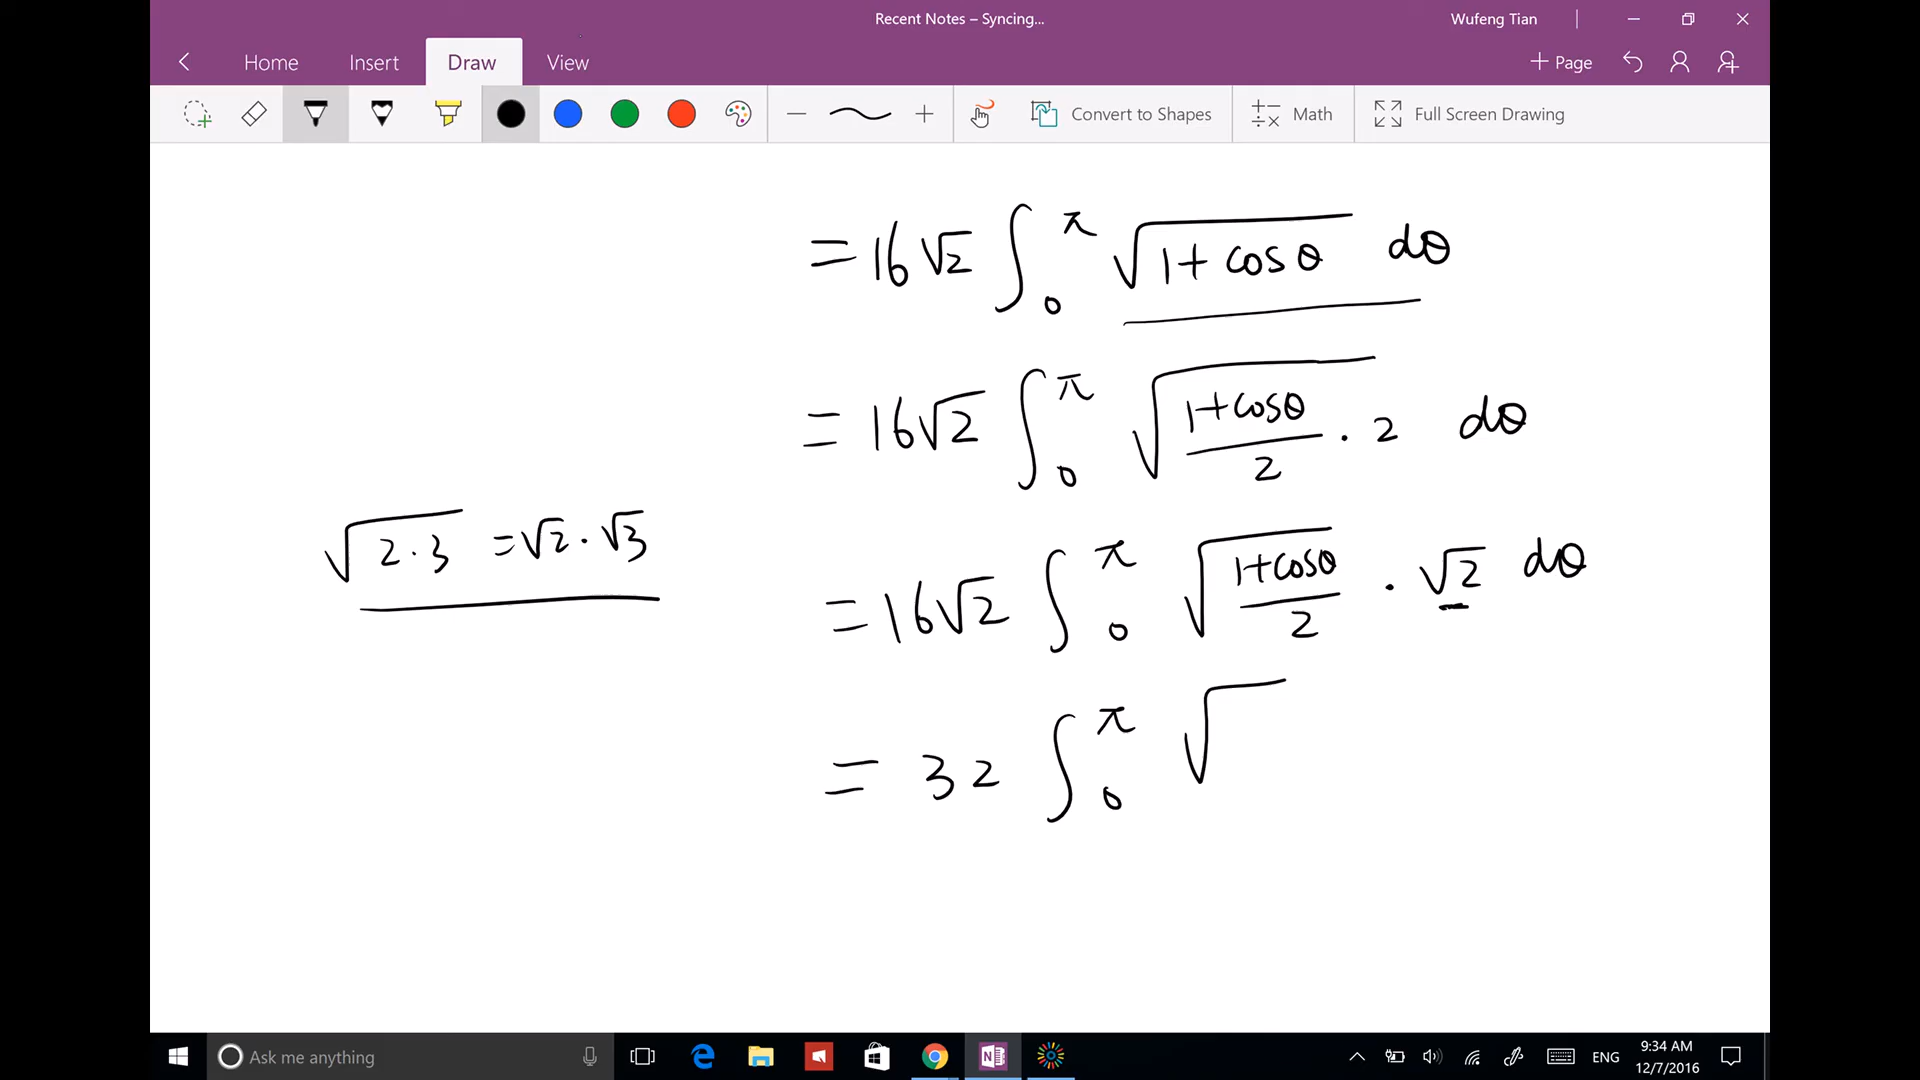 Recent Notes – Syncing...
Wufeng Tian
Home Insert Draw View
Page
Convert to Shapes
Math
Full Screen Drawing
= 16√2 ∫₀^π √(1+cosθ) dθ
= 16√2 ∫₀^π √((1+cosθ)/2 · 2) dθ
√(2·3) = √2 · √3
= 16√2 ∫₀^π √((1+cosθ)/2) · √2 dθ
= 32 ∫₀^π √
Ask me anything
ENG
9:34 AM
12/7/2016